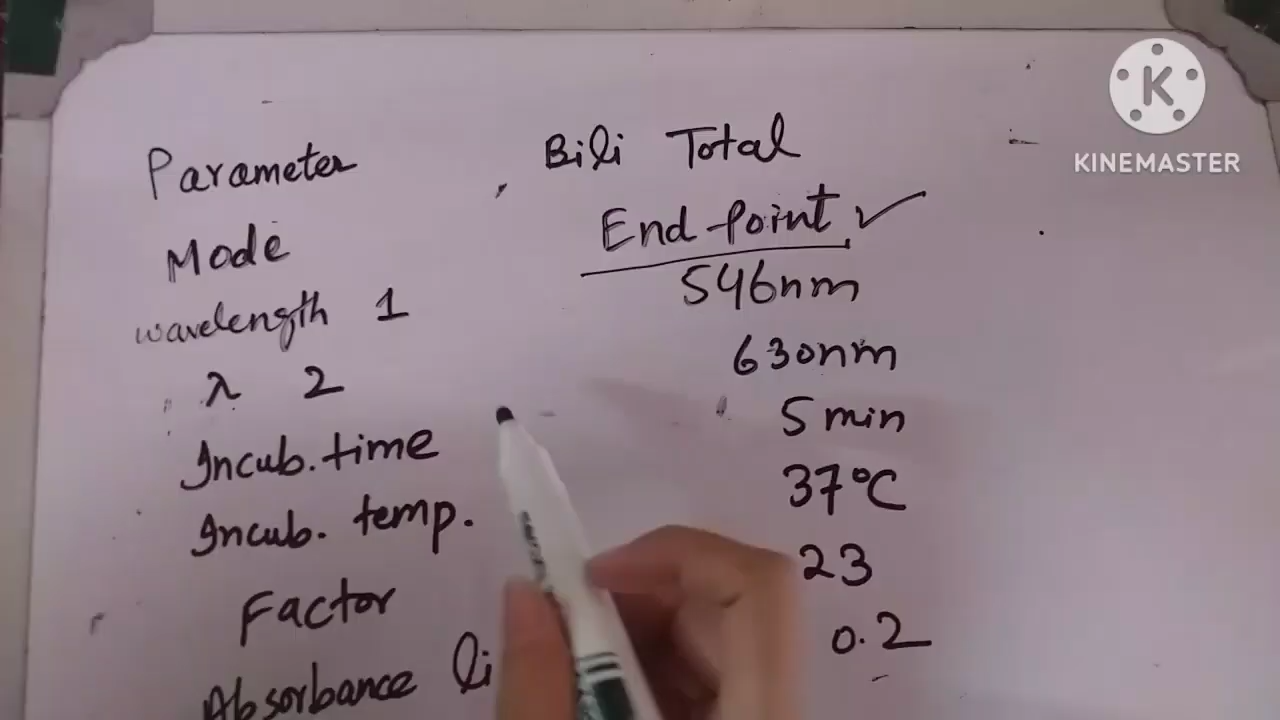 KINEMASTER
Parameter Bili Total
Mode End-Point ✓
wavelength 1 546nm
λ 2 630nm
Incub. time 5 min
Incub. temp. 37°C
Factor 23
Absorbance li 0.2